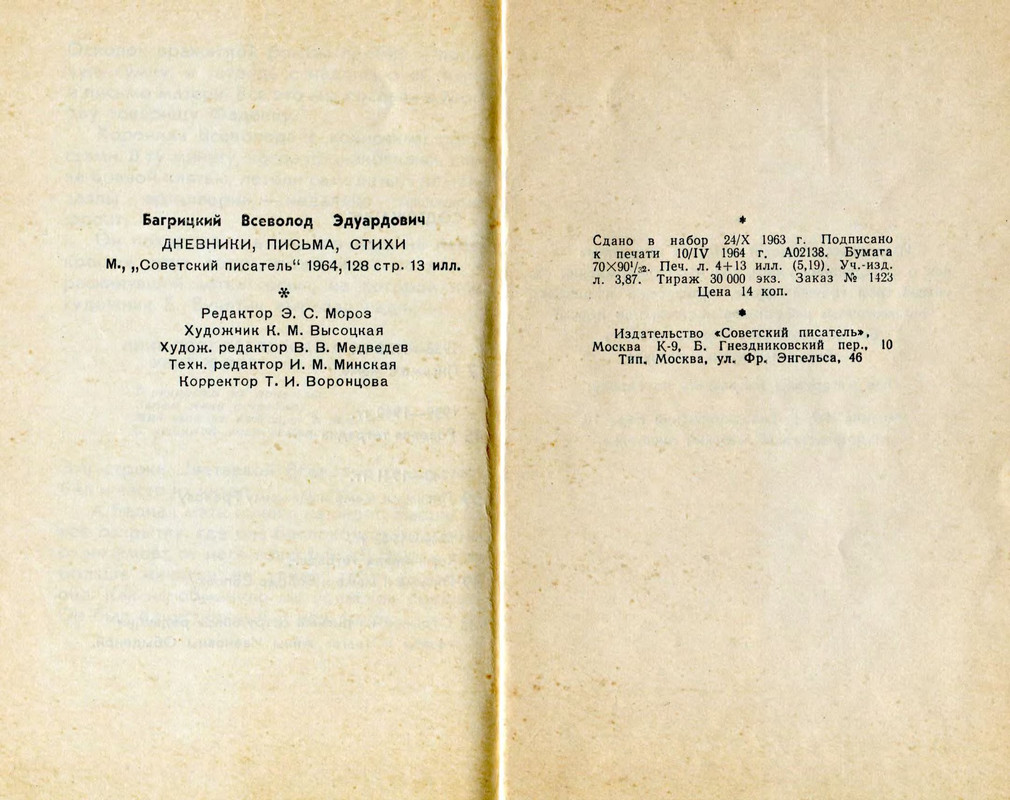 Багрицкий Всеволод Эдуардович
ДНЕВНИКИ, ПИСЬМА, СТИХИ
М., „Советский писатель“ 1964, 128 стр. 13 илл.
*
Редактор Э. С. Мороз
Художчик К. М. Высоцкая
Худож. редактор В. В. Медведев
Техн. редактор И. М. Минская
Корректор Т. И. Воронцова
*
Сдано в набор 24/X 1963 г. Подписано
к печати 10/IV 1964 г. А02138. Бумага
70X90¹/₃₂. Печ. л. 4+13 илл. (5,19). Уч.-изд.
л. 3,87. Тираж 30 000 экз. Заказ № 1423
Цена 14 коп.
*
Издательство «Советский писатель».
Москва К-9, Б. Гнездниковский пер., 10
Тип. Москва, ул. Фр. Энгельса, 46